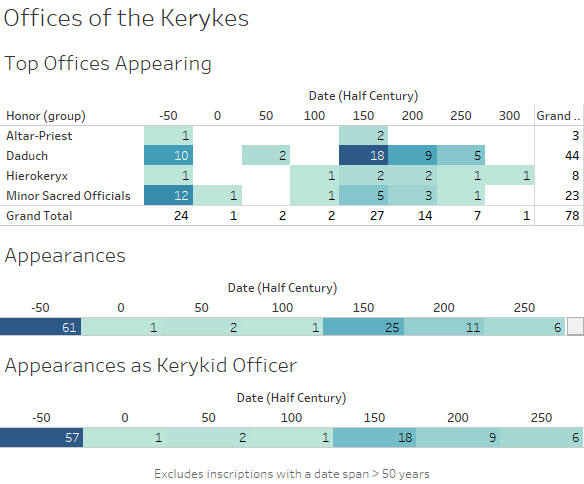 Offices of the Kerykes
Top Offices Appearing
Date (Half Century)
Honor (group) -50 0 50 100 150 200 250 300 Grand ..
Altar-Priest 1 2 3
Daduch 10 2 18 9 5 44
Hierokeryx 1 1 2 2 1 1 8
Minor Sacred Officials 12 1 1 5 3 1 23
Grand Total 24 1 2 2 27 14 7 1 78
Appearances
Date (Half Century)
-50 0 50 100 150 200 250
61 1 2 1 25 11 6
Appearances as Kerykid Officer
Date (Half Century)
-50 0 50 100 150 200 250
57 1 2 1 18 9 6
Excludes inscriptions with a date span > 50 years